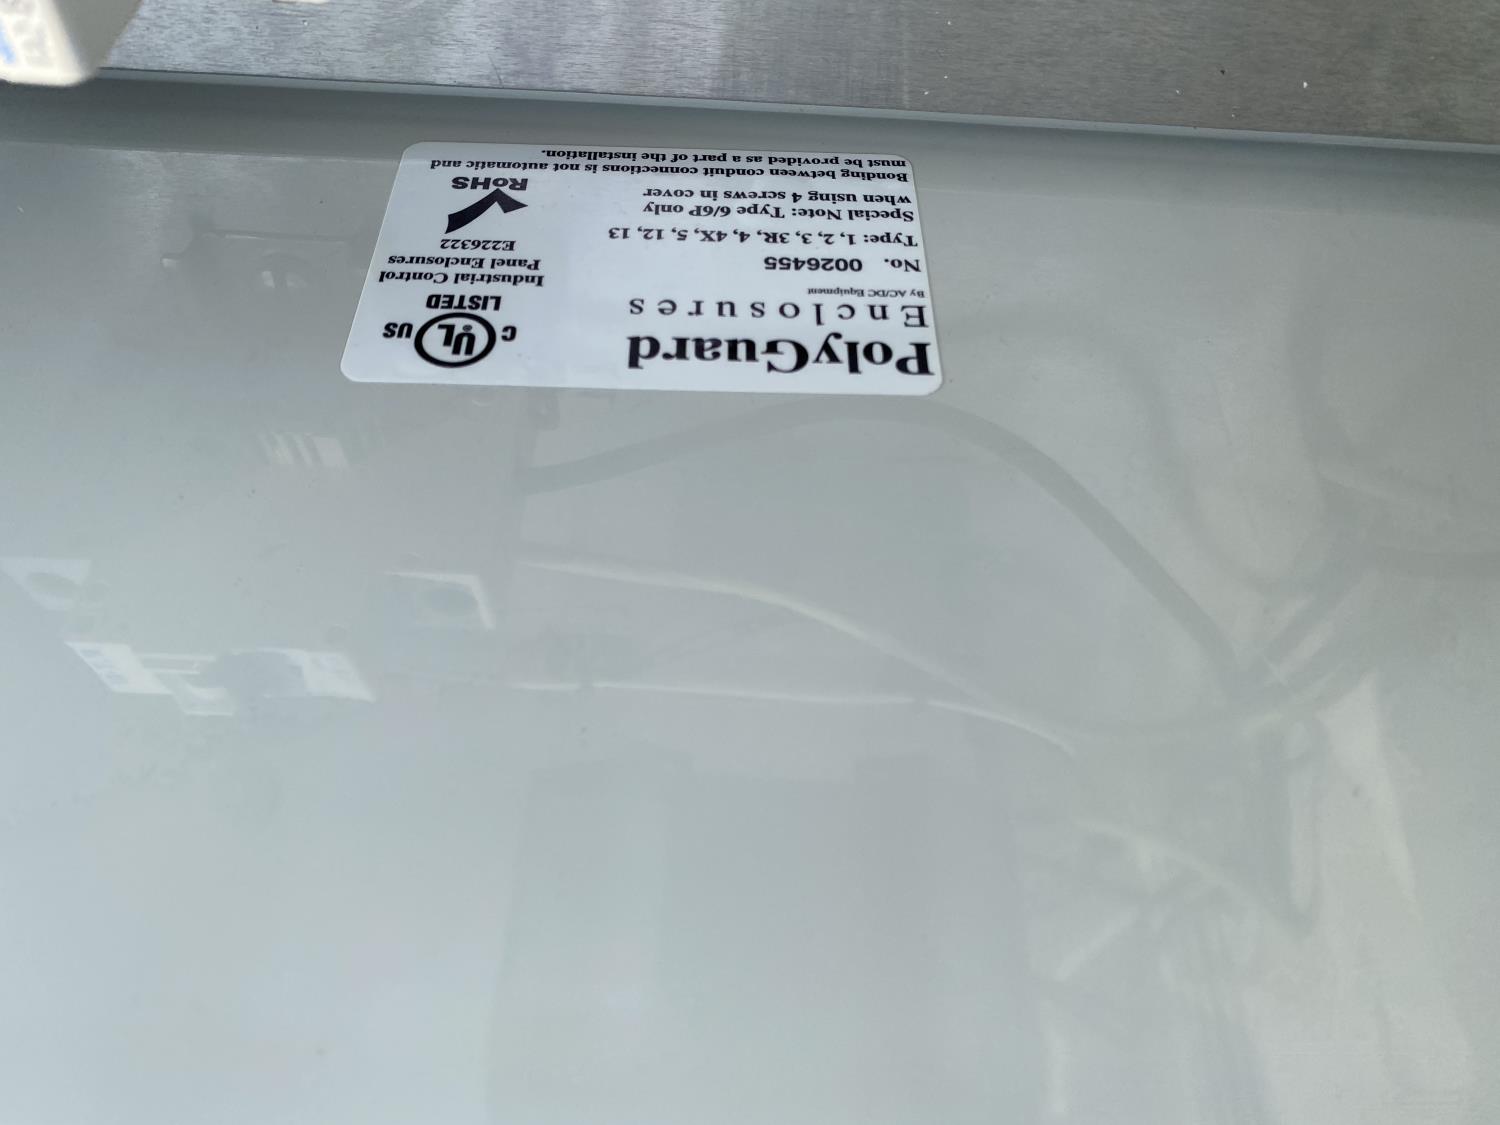 PolyGuard
Enclosures
By AC/DC Equipment
No. 0026455
Type: 1, 2, 3, 3R, 4, 4X, 5, 12, 13
Special Note: Type 6/6P only
when using 4 screws in cover
Bonding between conduit connections is not automatic and
must be provided as a part of the installation.
C UL US
LISTED
Industrial Control
Panel Enclosures
E226322
RoHS